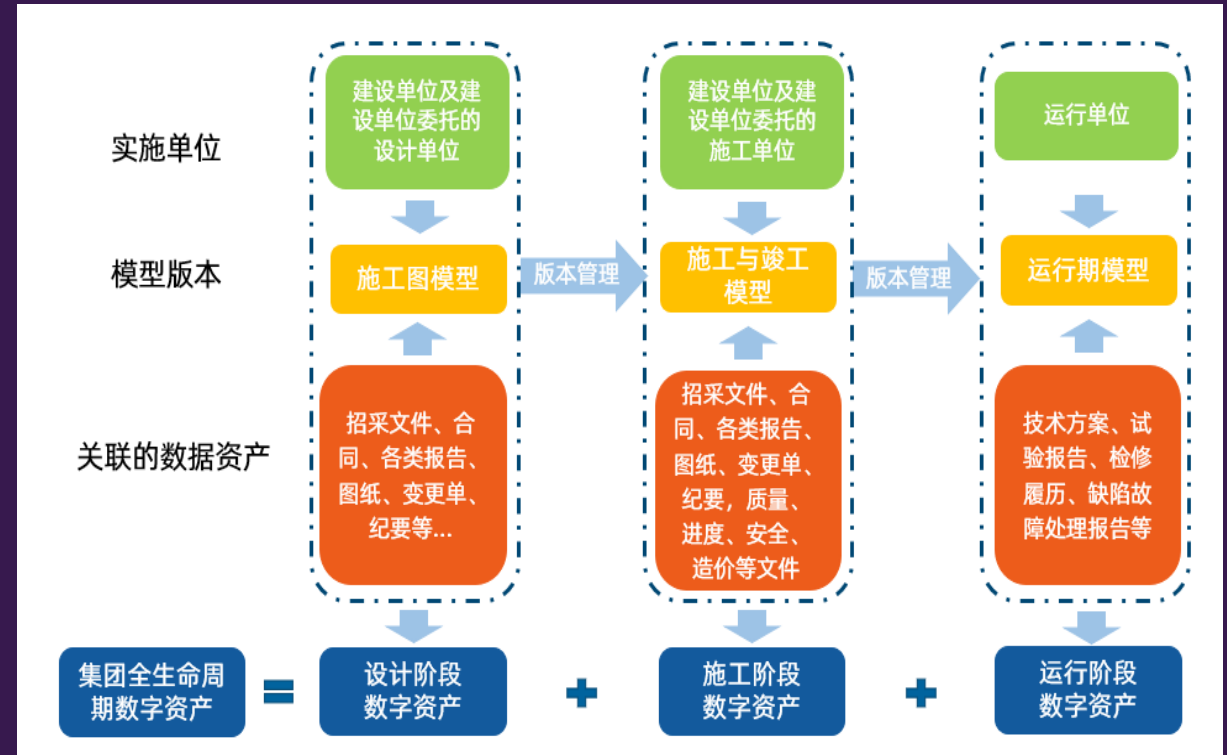 建设单位及建
设单位委托的
设计单位
建设单位及建
设单位委托的
施工单位
运行单位
实施单位
模型版本
施工图模型
版本管理
施工与竣工
模型
版本管理
运行期模型
关联的数据资产
招采文件、合
同、各类报告、
图纸、变更单、
纪要等...
招采文件、合
同、各类报告、
图纸、变更单、
纪要，质量、
进度、安全、
造价等文件
技术方案、试
验报告、检修
履历、缺陷故
障处理报告等
集团全生命周
期数字资产
=
设计阶段
数字资产
+
施工阶段
数字资产
+
运行阶段
数字资产